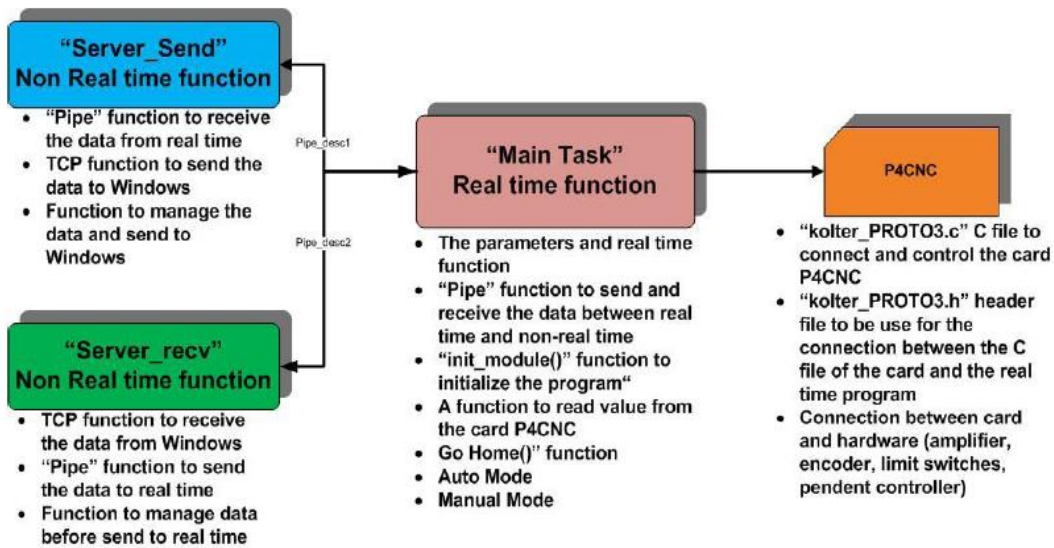 “Server_Send”
Non Real time function
• “Pipe” function to receive
the data from real time
• TCP function to send the
data to Windows
• Function to manage the
data and send to
Windows
Pipe_desc1
Pipe_desc2
“Server_recv”
Non Real time function
• TCP function to receive
the data from Windows
• “Pipe” function to send
the data to real time
• Function to manage data
before send to real time
“Main Task”
Real time function
• The parameters and real time
function
• “Pipe” function to send and
receive the data between real
time and non-real time
• “init_module()” function to
initialize the program“
• A function to read value from
the card P4CNC
• Go Home()” function
• Auto Mode
• Manual Mode
P4CNC
• “kolter_PROTO3.c” C file to
connect and control the card
P4CNC
• “kolter_PROTO3.h” header
file to be use for the
connection between the C
file of the card and the real
time program
• Connection between card
and hardware (amplifier,
encoder, limit switches,
pendent controller)